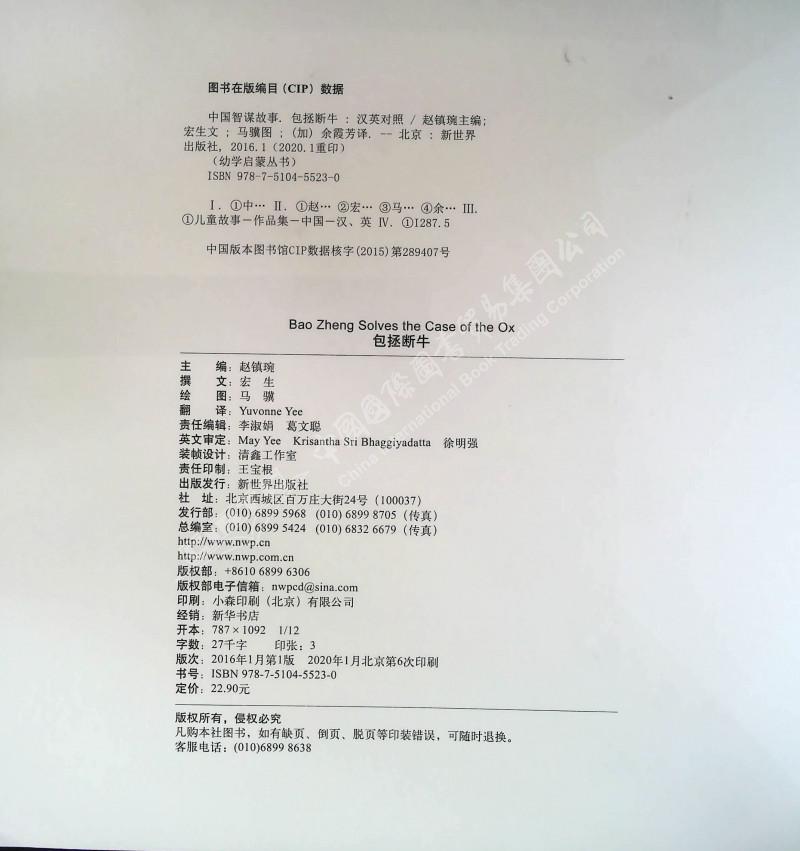 图书在版编目(CIP)数据
中国智谋故事. 包拯断牛 : 汉英对照 / 赵镇琬主编;
宏生文 ; 马骥图 ; (加) 余霞芳译. -- 北京 : 新世界
出版社, 2016.1 (2020.1重印)
(幼学启蒙丛书)
ISBN 978-7-5104-5523-0
Ⅰ. ①中… Ⅱ. ①赵… ②宏… ③马… ④余… Ⅲ.
①儿童故事－作品集－中国－汉、英 Ⅳ. ①I287.5
中国版本图书馆CIP数据核字(2015)第289407号
Bao Zheng Solves the Case of the Ox
包拯断牛
主 编: 赵镇琬
撰 文: 宏 生
绘 图: 马 骥
翻 译: Yuvonne Yee
责任编辑: 李淑娟 葛文聪
英文审定: May Yee Krisantha Sri Bhaggiyadatta 徐明强
装帧设计: 清鑫工作室
责任印制: 王宝根
出版发行: 新世界出版社
社 址: 北京西城区百万庄大街24号 (100037)
发行部: (010) 6899 5968 (010) 6899 8705 (传真)
总编室: (010) 6899 5424 (010) 6832 6679 (传真)
http://www.nwp.cn
http://www.nwp.com.cn
版权部: +8610 6899 6306
版权部电子信箱: nwpcd@sina.com
印刷: 小森印刷 (北京) 有限公司
经销: 新华书店
开本: 787×1092 1/12
字数: 27千字 印张: 3
版次: 2016年1月第1版 2020年1月北京第6次印刷
书号: ISBN 978-7-5104-5523-0
定价: 22.90元
版权所有，侵权必究
凡购本社图书，如有缺页、倒页、脱页等印装错误，可随时退换。
客服电话: (010)6899 8638
中國國際圖書貿易集團公司
China International Book Trading Corporation